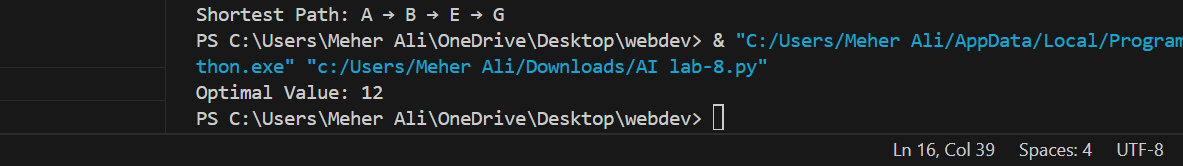 Shortest Path: A → B → E → G
PS C:\Users\Meher Ali\OneDrive\Desktop\webdev> & "C:/Users/Meher Ali/AppData/Local/Program
thon.exe" "c:/Users/Meher Ali/Downloads/AI lab-8.py"
Optimal Value: 12
PS C:\Users\Meher Ali\OneDrive\Desktop\webdev>
Ln 16, Col 39 Spaces: 4 UTF-8